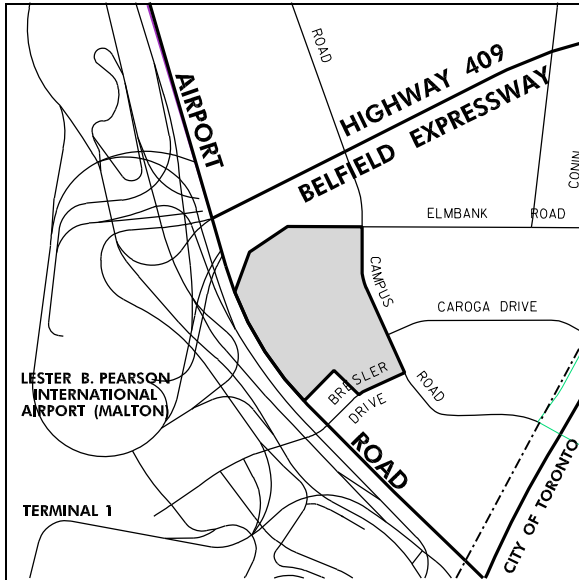 ROAD
HIGHWAY 409
AIRPORT
BELFIELD EXPRESSWAY
CONIN
ELMBANK ROAD
CAMPUS
CAROGA DRIVE
LESTER B. PEARSON
INTERNATIONAL
AIRPORT (MALTON)
BRESLER
DRIVE
ROAD
ROAD
TERMINAL 1
CITY OF TORONTO